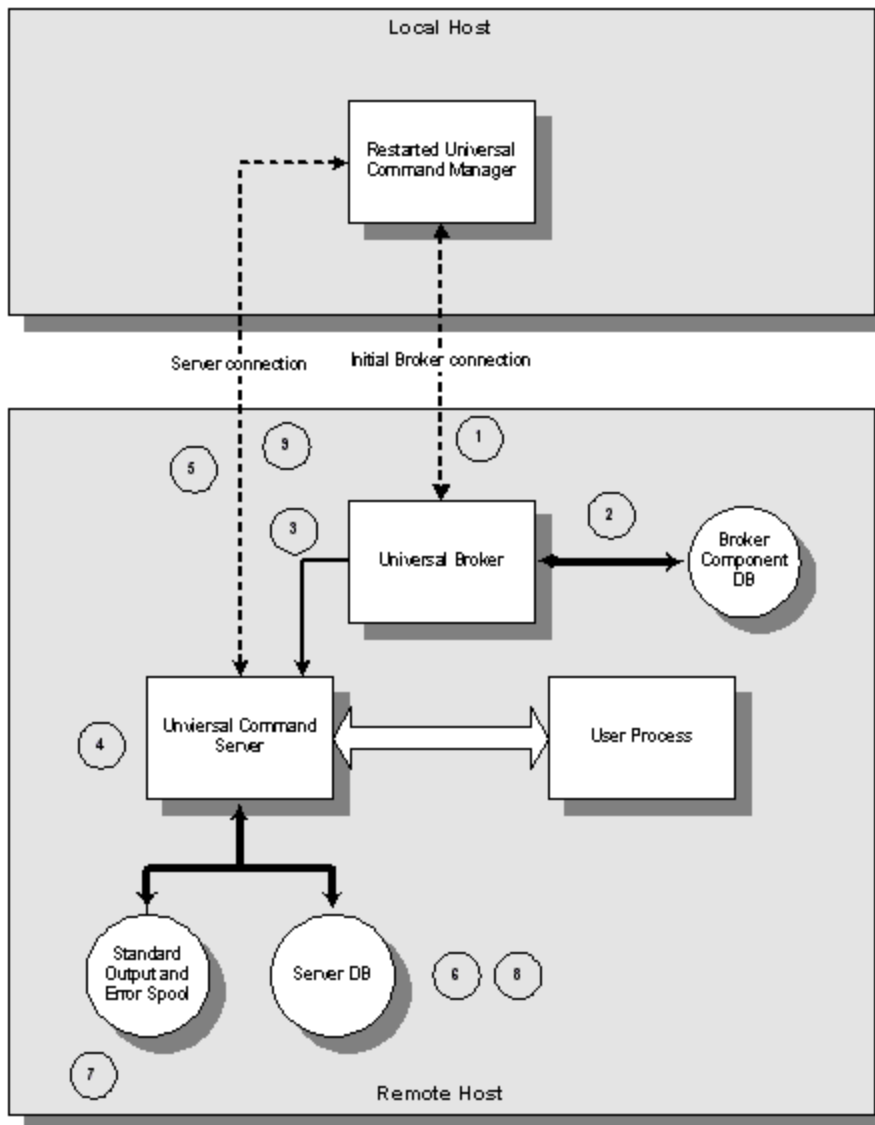 Local Host
Restarted Universal
Command Manager
Server connection
Initial Broker connection
1
9
5
2
3
Universal Broker
Broker
Component
DB
Unviersal Command
Server
User Process
4
Standard
Output and
Error Spool
Server DB
6
8
7
Remote Host